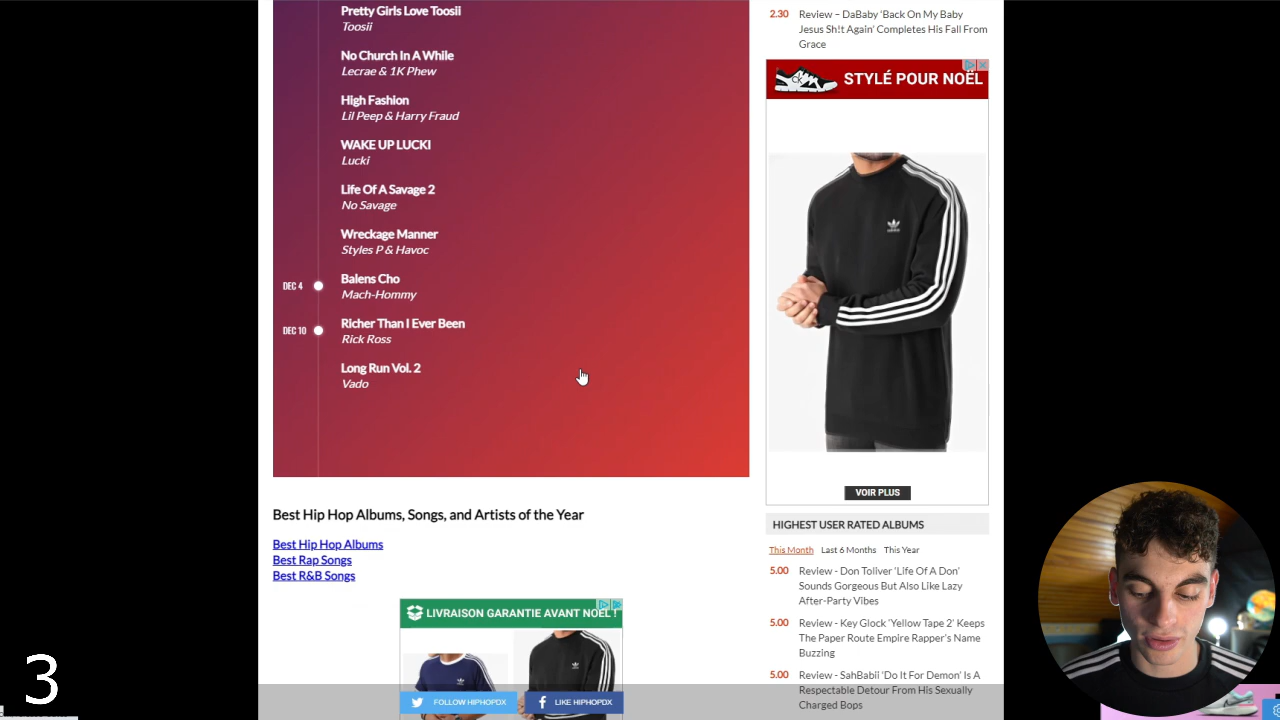 Pretty Girls Love Toosii
Toosii
No Church In A While
Lecrae & 1K Phew
High Fashion
Lil Peep & Harry Fraud
WAKE UP LUCKI
Lucki
Life Of A Savage 2
No Savage
Wreckage Manner
Styles P & Havoc
DEC 4
Balens Cho
Mach-Hommy
DEC 10
Richer Than I Ever Been
Rick Ross
Long Run Vol. 2
Vado
Best Hip Hop Albums, Songs, and Artists of the Year
Best Hip Hop Albums
Best Rap Songs
Best R&B Songs
LIVRAISON GARANTIE AVANT NOËL !
FOLLOW HIPHOPDX
LIKE HIPHOPDX
2.30 Review – DaBaby ‘Back On My Baby
Jesus Sh!t Again’ Completes His Fall From
Grace
STYLÉ POUR NOËL
VOIR PLUS
HIGHEST USER RATED ALBUMS
This Month Last 6 Months This Year
5.00 Review - Don Toliver ‘Life Of A Don’
Sounds Gorgeous But Also Like Lazy
After-Party Vibes
5.00 Review - Key Glock ‘Yellow Tape 2’ Keeps
The Paper Route Empire Rapper’s Name
Buzzing
5.00 Review - SahBabii ‘Do It For Demon’ Is A
Respectable Detour From His Sexually
Charged Bops
3